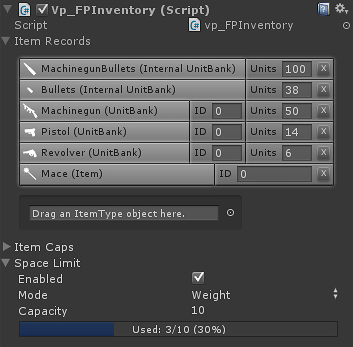 Vp_FPInventory (Script)
Script vp_FPInventory
Item Records
MachinegunBullets (Internal UnitBank) Units 100 X
Bullets (Internal UnitBank) Units 38 X
Machinegun (UnitBank) ID 0 Units 50 X
Pistol (UnitBank) ID 0 Units 14 X
Revolver (UnitBank) ID 0 Units 6 X
Mace (Item) ID 0 X
Drag an ItemType object here.
Item Caps
Space Limit
Enabled
Mode Weight
Capacity 10
Used: 3/10 (30%)